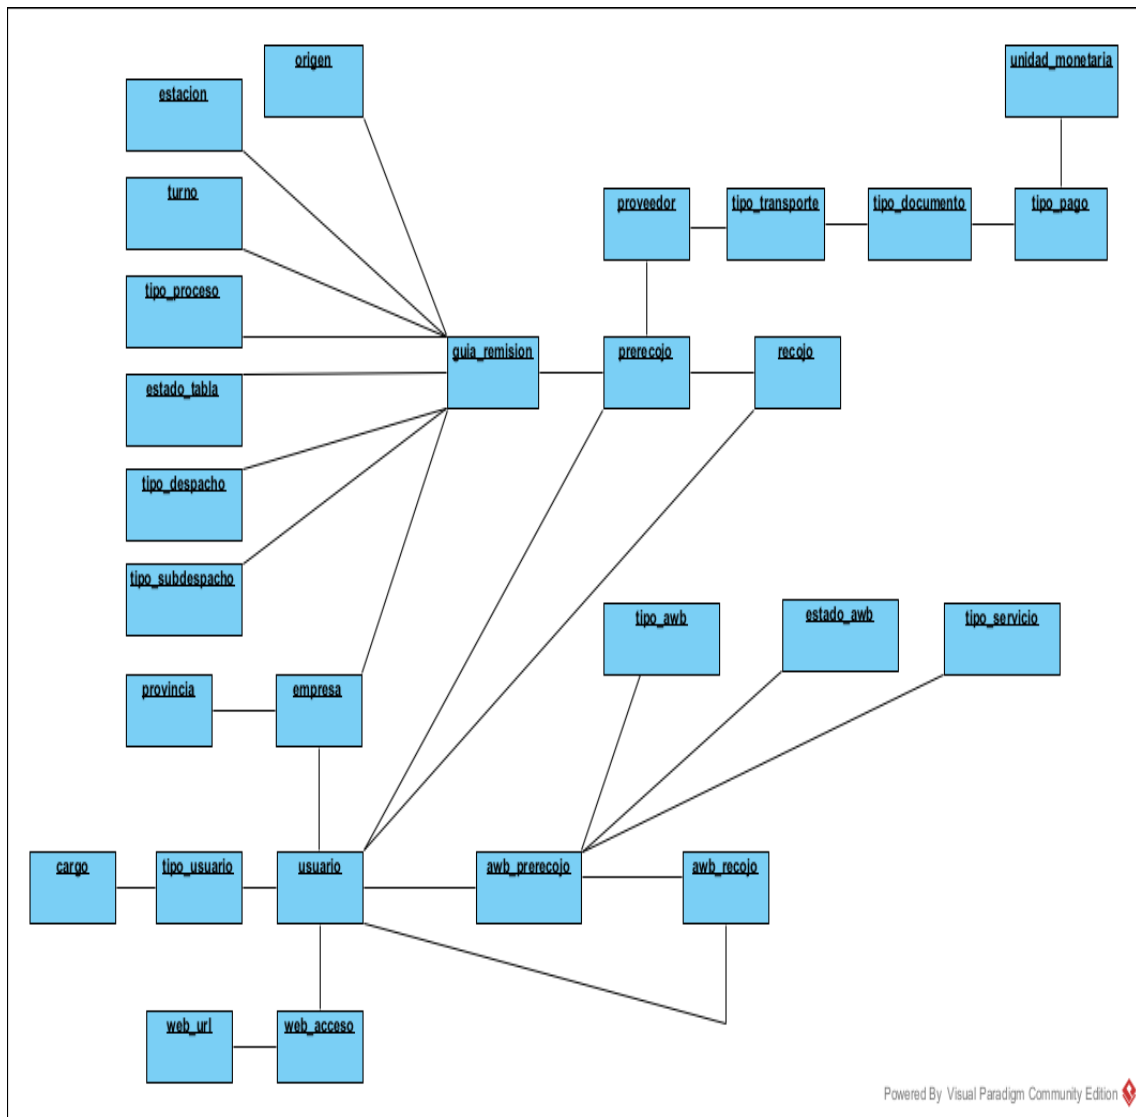 origen
unidad_monetaria
estacion
turno
proveedor
tipo_transporte
tipo_documento
tipo_pago
tipo_proceso
guia_remision
prerecojo
recojo
estado_tabla
tipo_despacho
tipo_subdespacho
tipo_awb
estado_awb
tipo_servicio
provincia
empresa
cargo
tipo_usuario
usuario
awb_prerecojo
awb_recojo
web_url
web_acceso
Powered By Visual Paradigm Community Edition